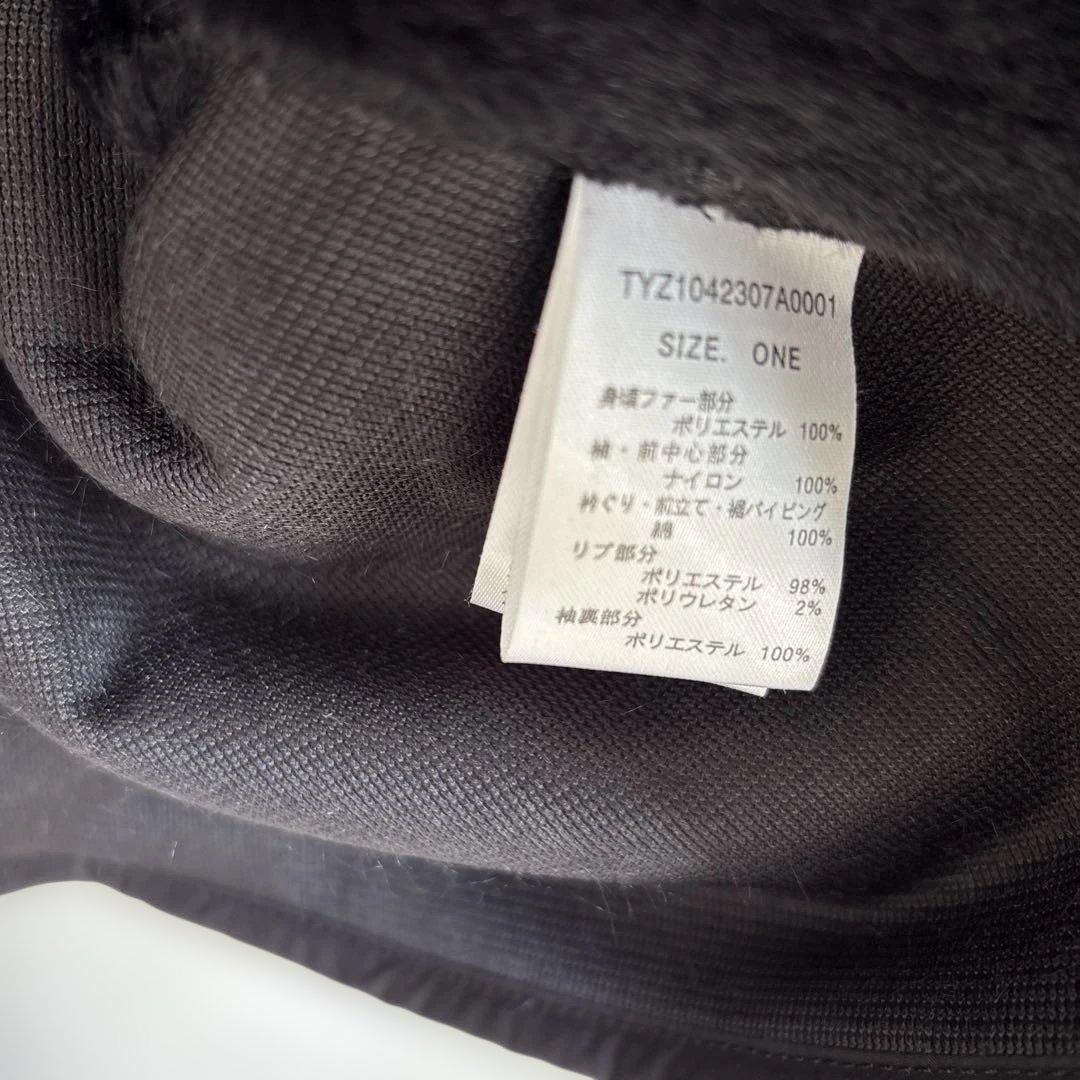 TYZ1042307A0001
SIZE. ONE
身頃ファー部分
ポリエステル 100%
袖・前中心部分
ナイロン 100%
衿ぐり・前立て・裾パイピング
綿 100%
リブ部分
ポリエステル 98%
ポリウレタン 2%
袖裏部分
ポリエステル 100%